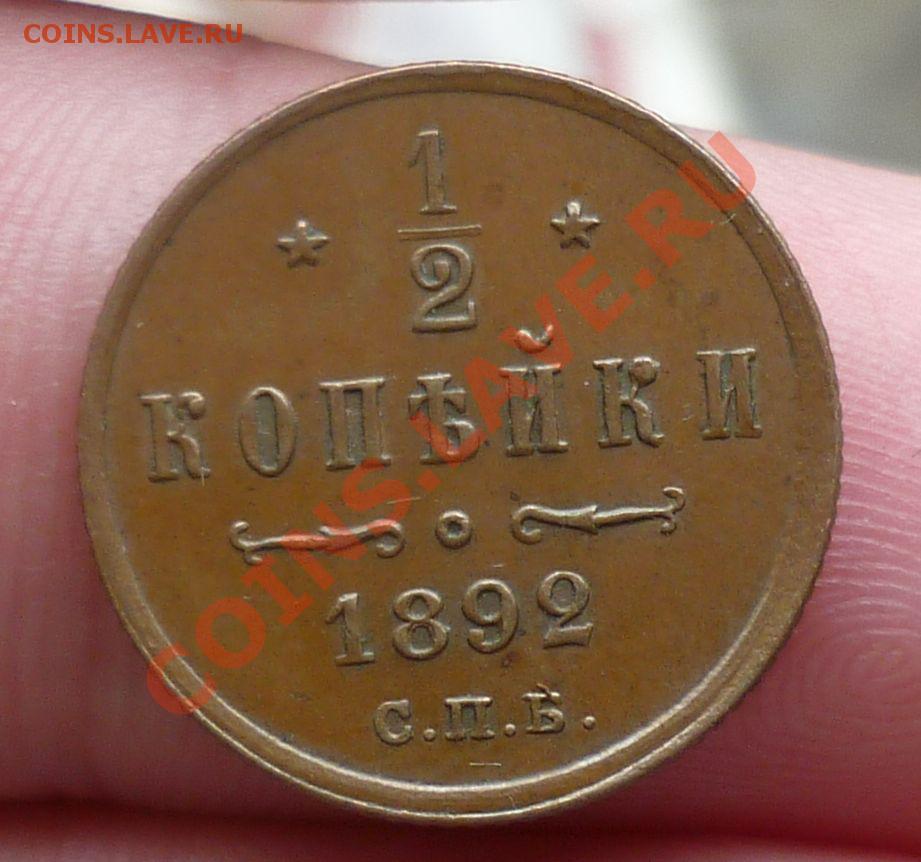 COINS.LAVE.RU
1
2
КОПѢЙКИ
1892
С.П.Б.
COINS.LAVE.RU